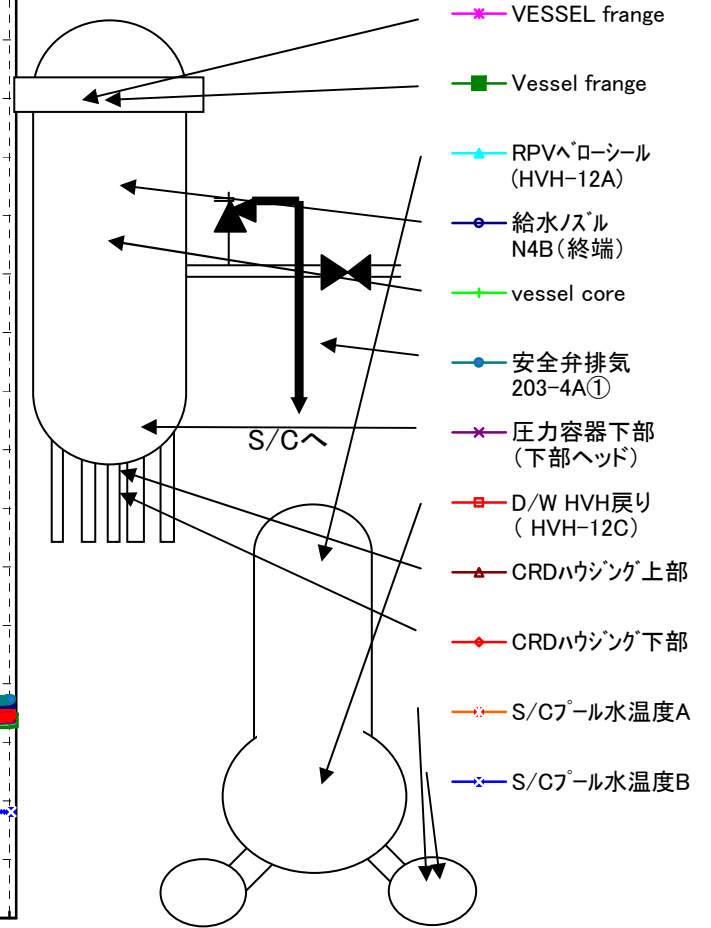 VESSEL frange
Vessel frange
RPVﾍﾞﾛｰｼｰﾙ
(HVH-12A)
給水ﾉｽﾞﾙ
N4B(終端)
vessel core
安全弁排気
203-4A①
S/Cへ
圧力容器下部
(下部ヘッド)
D/W HVH戻り
( HVH-12C)
CRDﾊｳｼﾞﾝｸﾞ上部
CRDﾊｳｼﾞﾝｸﾞ下部
S/Cﾌﾟｰﾙ水温度A
S/Cﾌﾟｰﾙ水温度B